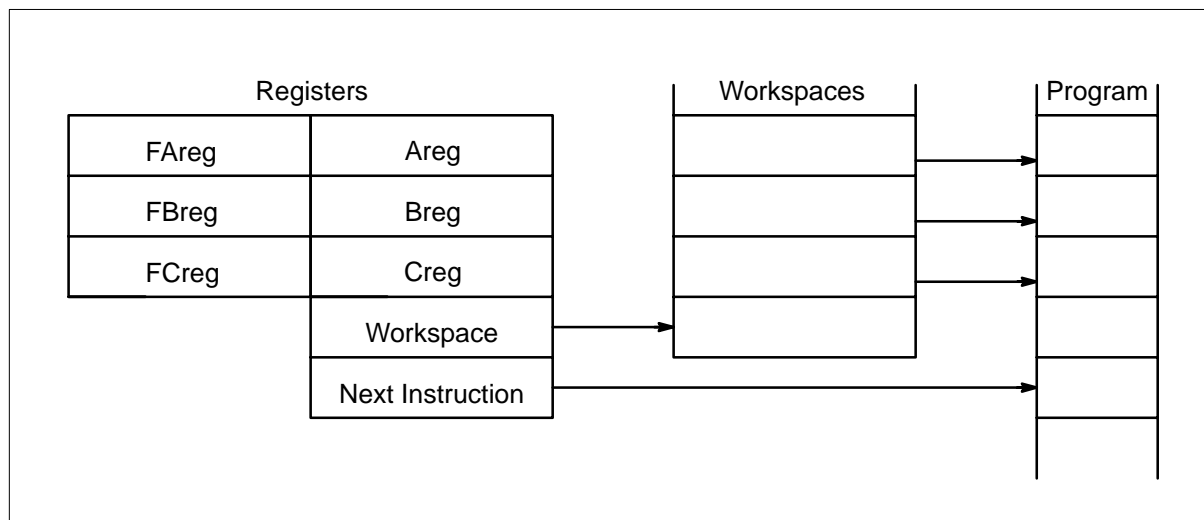 Registers
Workspaces
Program
FAreg
Areg
FBreg
Breg
FCreg
Creg
Workspace
Next Instruction